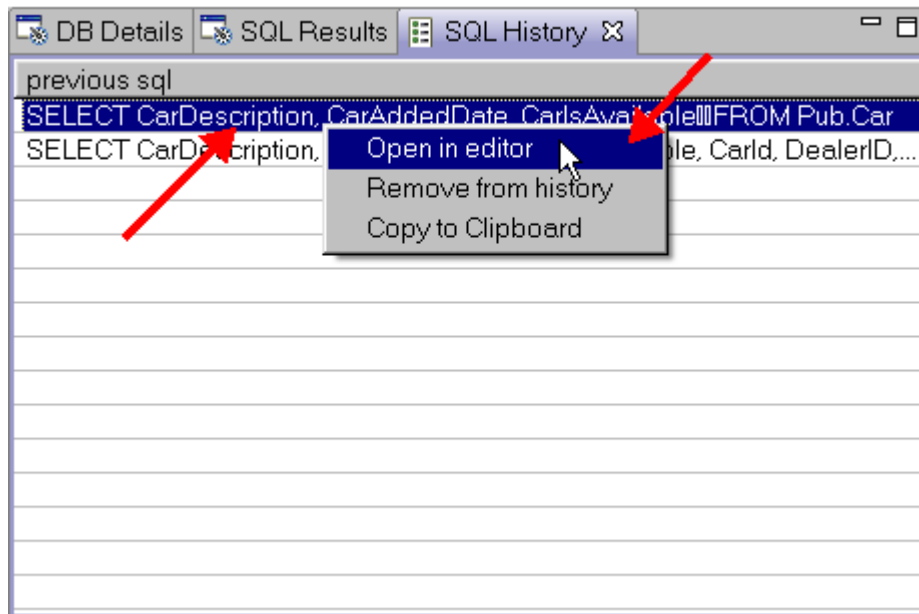 DB Details SQL Results SQL History
previous sql
SELECT CarDescription, CarAddedDate, CarIsAvailable▯▯▯FROM Pub.Car
SELECT CarDescription, ble, CarId, DealerID,...
Open in editor
Remove from history
Copy to Clipboard